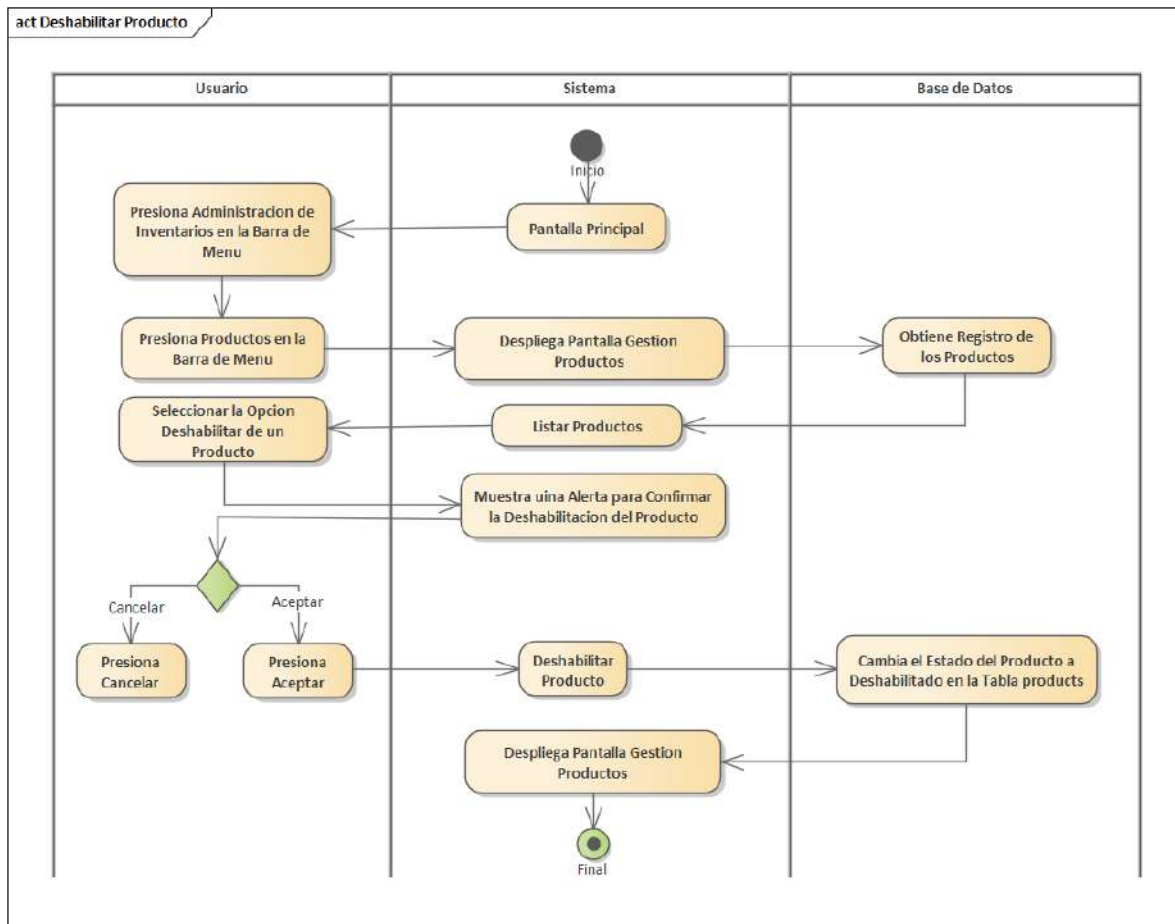 act Deshabilitar Producto
Usuario
Sistema
Base de Datos
Inicio
Presiona Administracion de
Inventarios en la Barra de
Menu
Pantalla Principal
Presiona Productos en la
Barra de Menu
Despliega Pantalla Gestion
Productos
Obtiene Registro de
los Productos
Seleccionar la Opcion
Deshabilitar de un
Producto
Listar Productos
Muestra uina Alerta para Confirmar
la Deshabilitacion del Producto
Cancelar
Aceptar
Presiona
Cancelar
Presiona
Aceptar
Deshabilitar
Producto
Cambia el Estado del Producto a
Deshabilitado en la Tabla products
Despliega Pantalla Gestion
Productos
Final